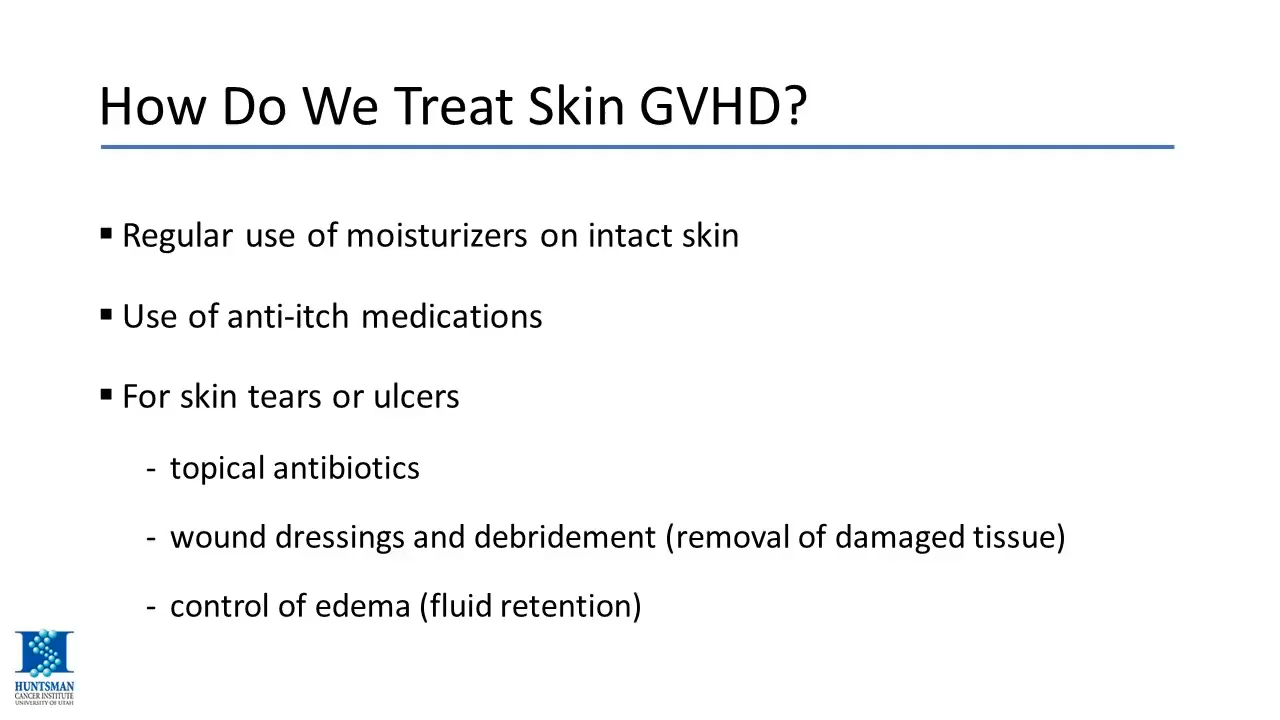 How Do We Treat Skin GVHD?
▪ Regular use of moisturizers on intact skin
▪ Use of anti-itch medications
▪ For skin tears or ulcers
- topical antibiotics
- wound dressings and debridement (removal of damaged tissue)
- control of edema (fluid retention)
HUNTSMAN
CANCER INSTITUTE
UNIVERSITY OF UTAH